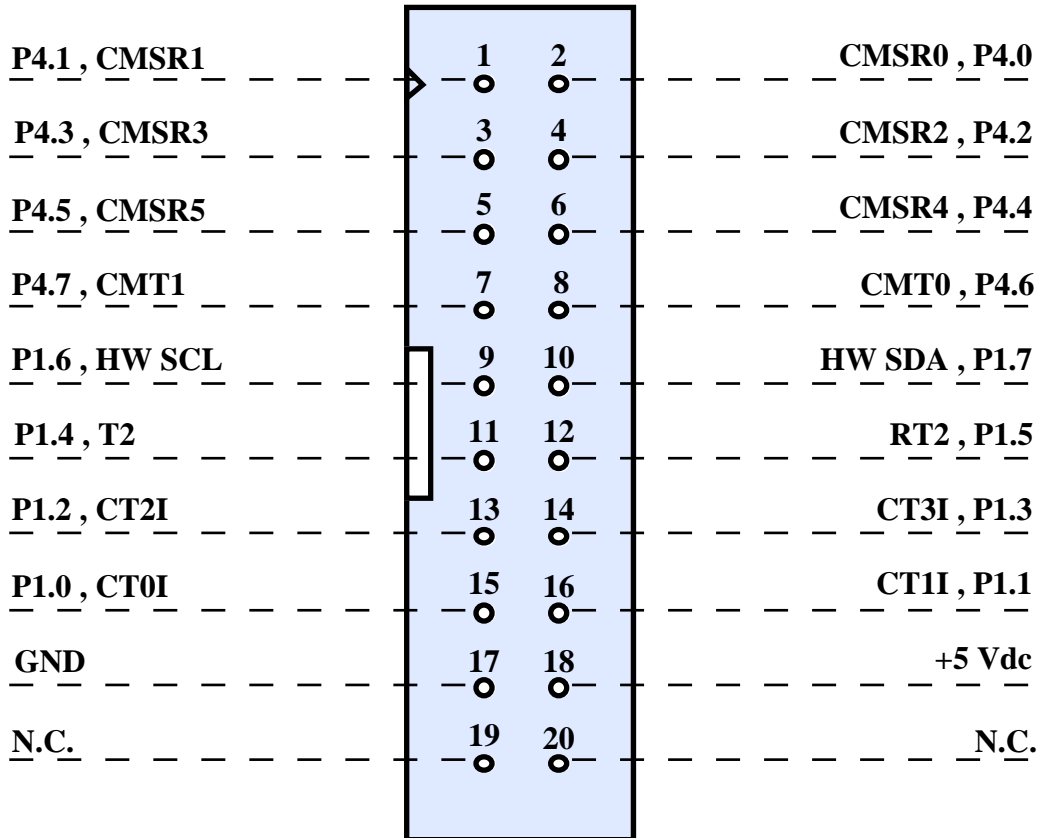 P4.1 , CMSR1 1 2 CMSR0 , P4.0
P4.3 , CMSR3 3 4 CMSR2 , P4.2
P4.5 , CMSR5 5 6 CMSR4 , P4.4
P4.7 , CMT1 7 8 CMT0 , P4.6
P1.6 , HW SCL 9 10 HW SDA , P1.7
P1.4 , T2 11 12 RT2 , P1.5
P1.2 , CT2I 13 14 CT3I , P1.3
P1.0 , CT0I 15 16 CT1I , P1.1
GND 17 18 +5 Vdc
N.C. 19 20 N.C.